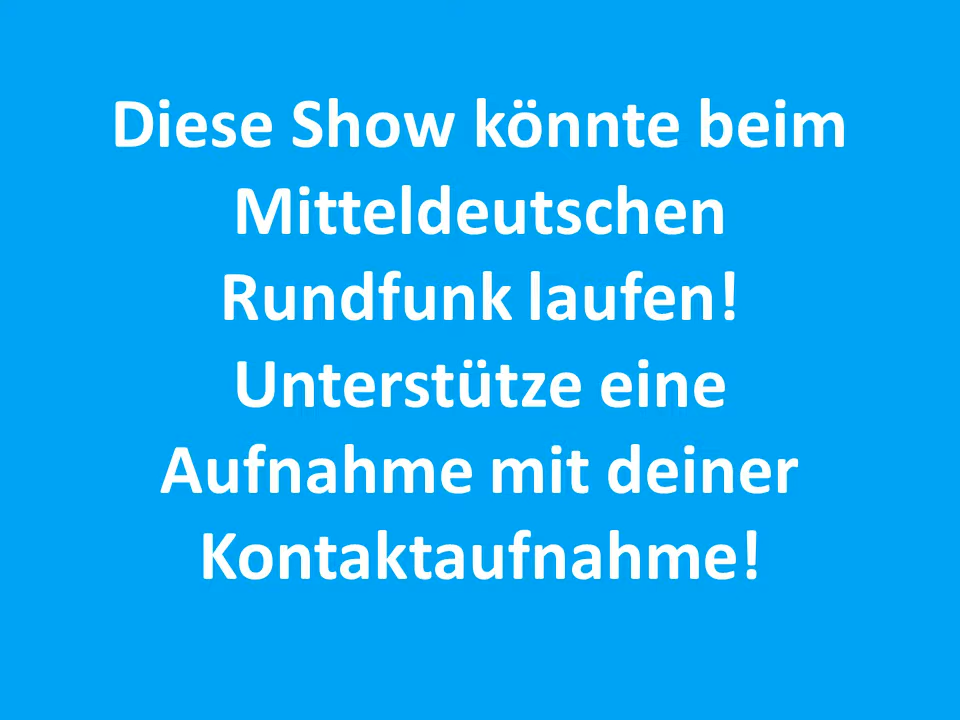 Diese Show könnte beim
Mitteldeutschen
Rundfunk laufen!
Unterstütze eine
Aufnahme mit deiner
Kontaktaufnahme!